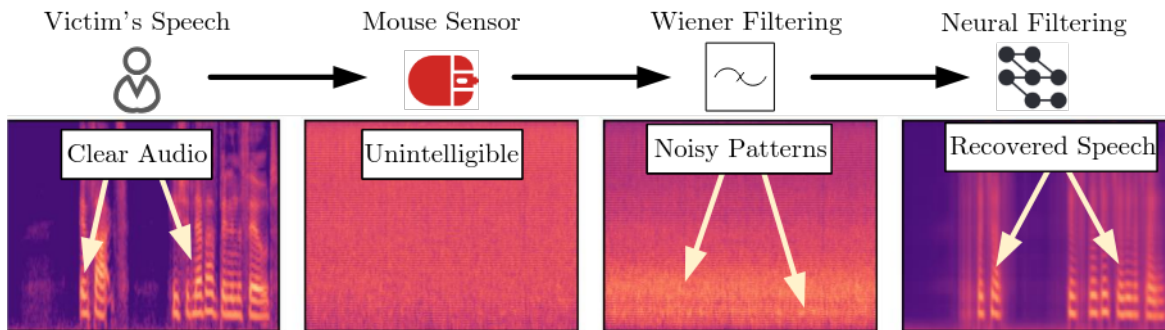 Victim's Speech
Mouse Sensor
Wiener Filtering
Neural Filtering
Clear Audio
Unintelligible
Noisy Patterns
Recovered Speech